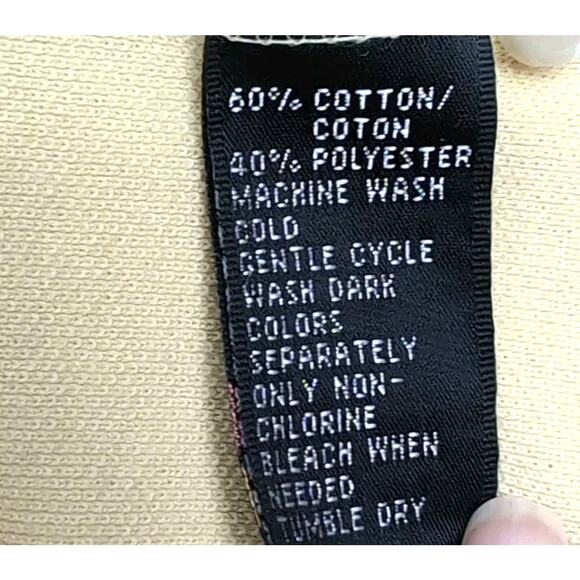 60% COTTON/
COTON
40% POLYESTER
MACHINE WASH
COLD
GENTLE CYCLE
WASH DARK
COLORS
SEPARATELY
ONLY NON-
CHLORINE
BLEACH WHEN
NEEDED
TUMBLE DRY